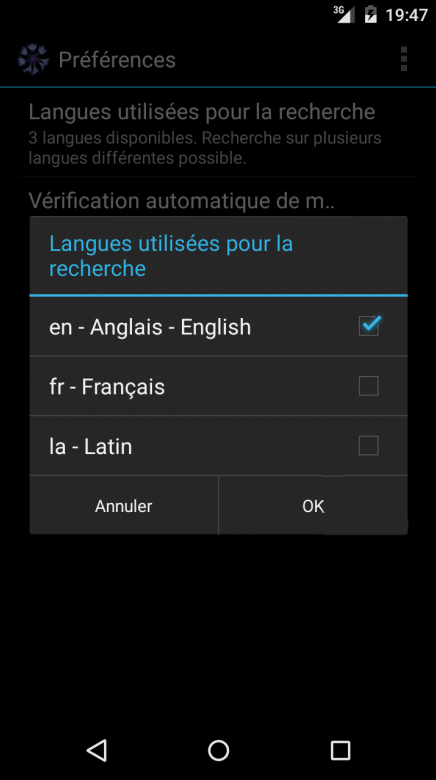 3G 19:47
Préférences
Langues utilisées pour la recherche
3 langues disponibles. Recherche sur plusieurs
langues différentes possible.
Vérification automatique de m..
Langues utilisées pour la
recherche
en - Anglais - English
fr - Français
la - Latin
Annuler OK